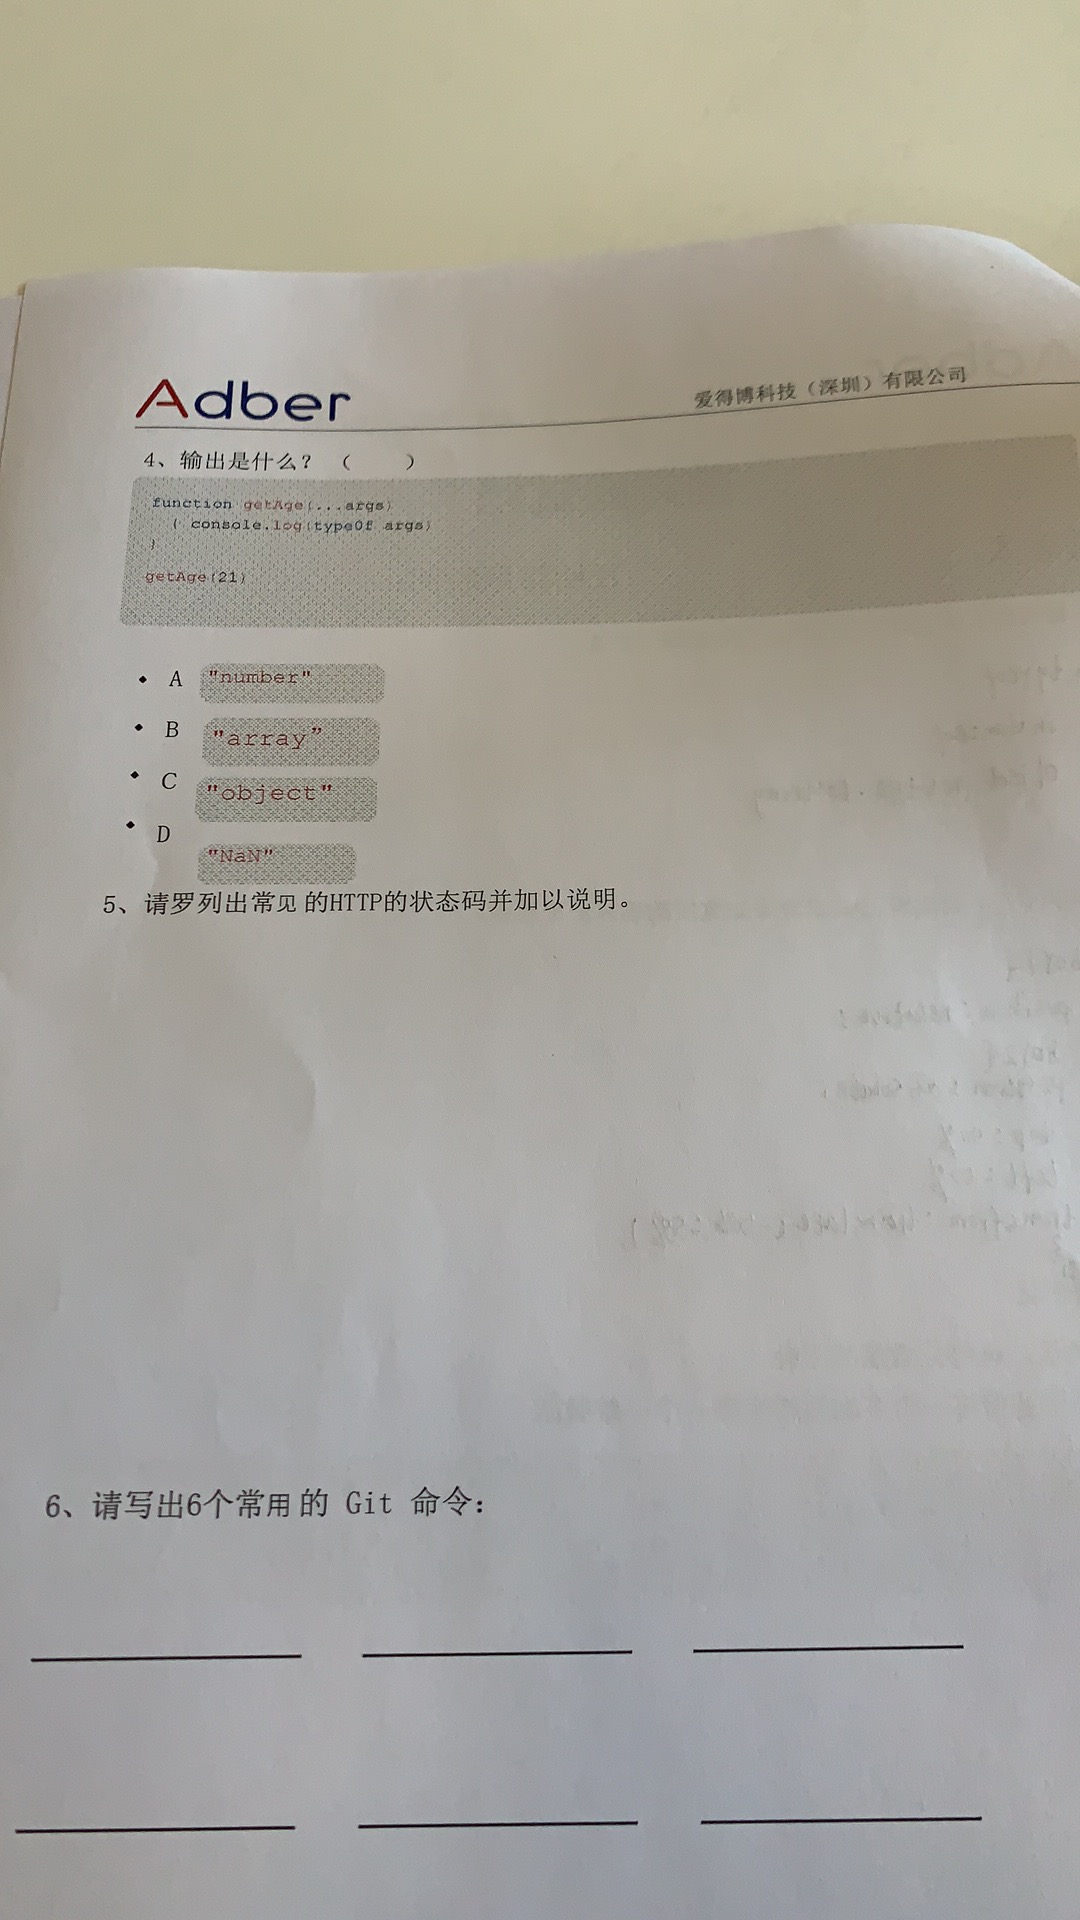 Adber
爱得博科技（深圳）有限公司
4、输出是什么？（ ）
function getAge(...args)
{ console.log(typeOf args)
}
getAge(21)
A "number"
B "array”
C "object"
D
"NaN"
5、请罗列出常见的HTTP的状态码并加以说明。
6、请写出6个常用的 Git 命令：